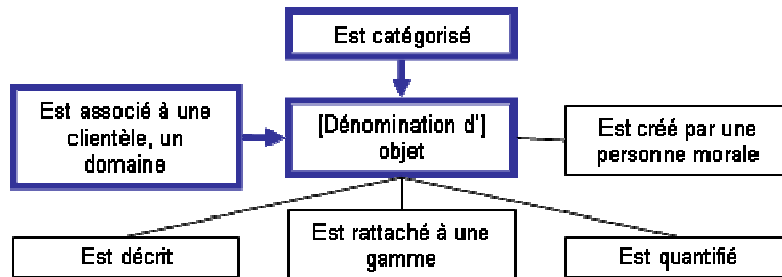 Est catégorisé
Est associé à une
clientèle, un
domaine
[Dénomination d']
objet
Est créé par une
personne morale
Est décrit
Est rattaché à une
gamme
Est quantifié